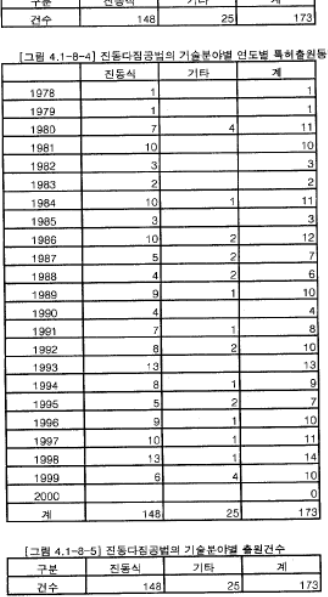 구분 진동식 기타 계
건수 148 25 173
[그림 4.1-8-4] 진동다짐공법의 기술분야별 연도별 특허출원통
진동식 기타 계
1978 1 1
1979 1 1
1980 7 4 11
1981 10 10
1982 3 3
1983 2 2
1984 10 1 11
1985 3 3
1986 10 2 12
1987 5 2 7
1988 4 2 6
1989 9 1 10
1990 4 4
1991 7 1 8
1992 8 2 10
1993 13 13
1994 8 1 9
1995 5 2 7
1996 9 1 10
1997 10 1 11
1998 13 1 14
1999 6 4 10
2000 0
계 148 25 173
[그림 4.1-8-5] 진동다짐공법의 기술분야별 출원건수
구분 진동식 기타 계
건수 148 25 173